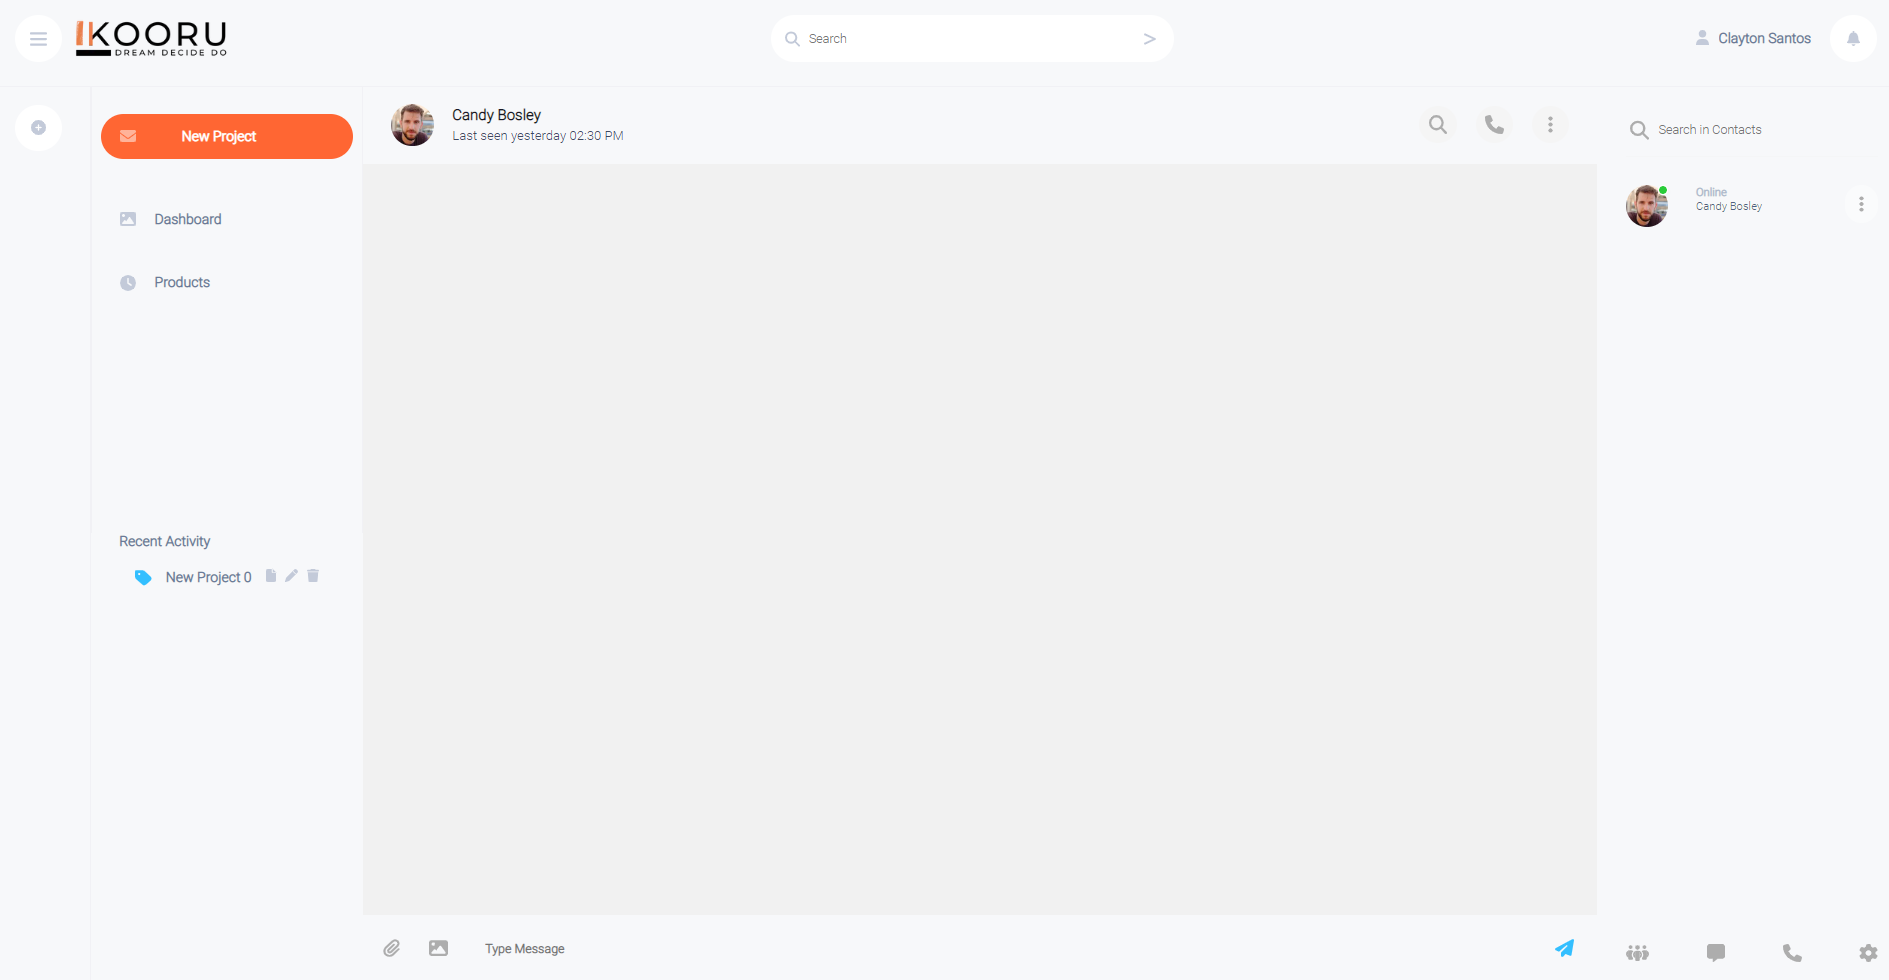 KOORU
DREAM DECIDE DO
Search
>
Clayton Santos
New Project
Dashboard
Products
Recent Activity
New Project 0
Candy Bosley
Last seen yesterday 02:30 PM
Type Message
Search in Contacts
Online
Candy Bosley